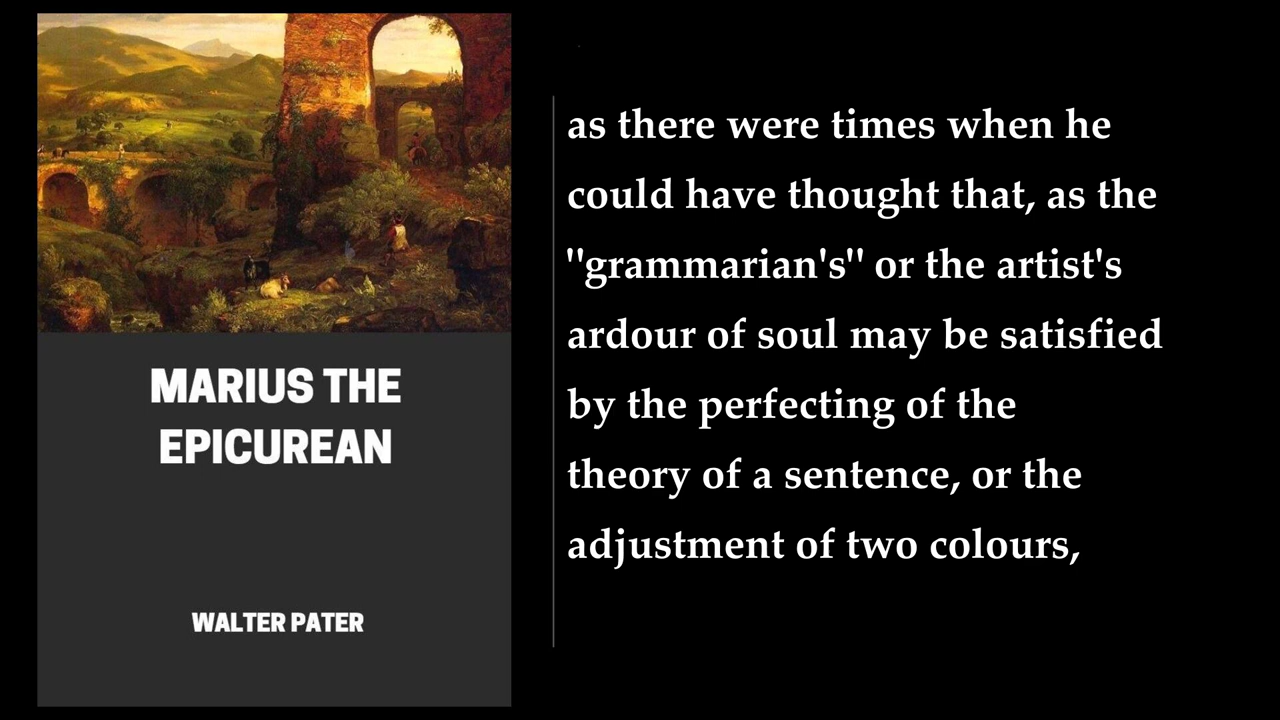 MARIUS THE
EPICUREAN
WALTER PATER
as there were times when he
could have thought that, as the
"grammarian's" or the artist's
ardour of soul may be satisfied
by the perfecting of the
theory of a sentence, or the
adjustment of two colours,